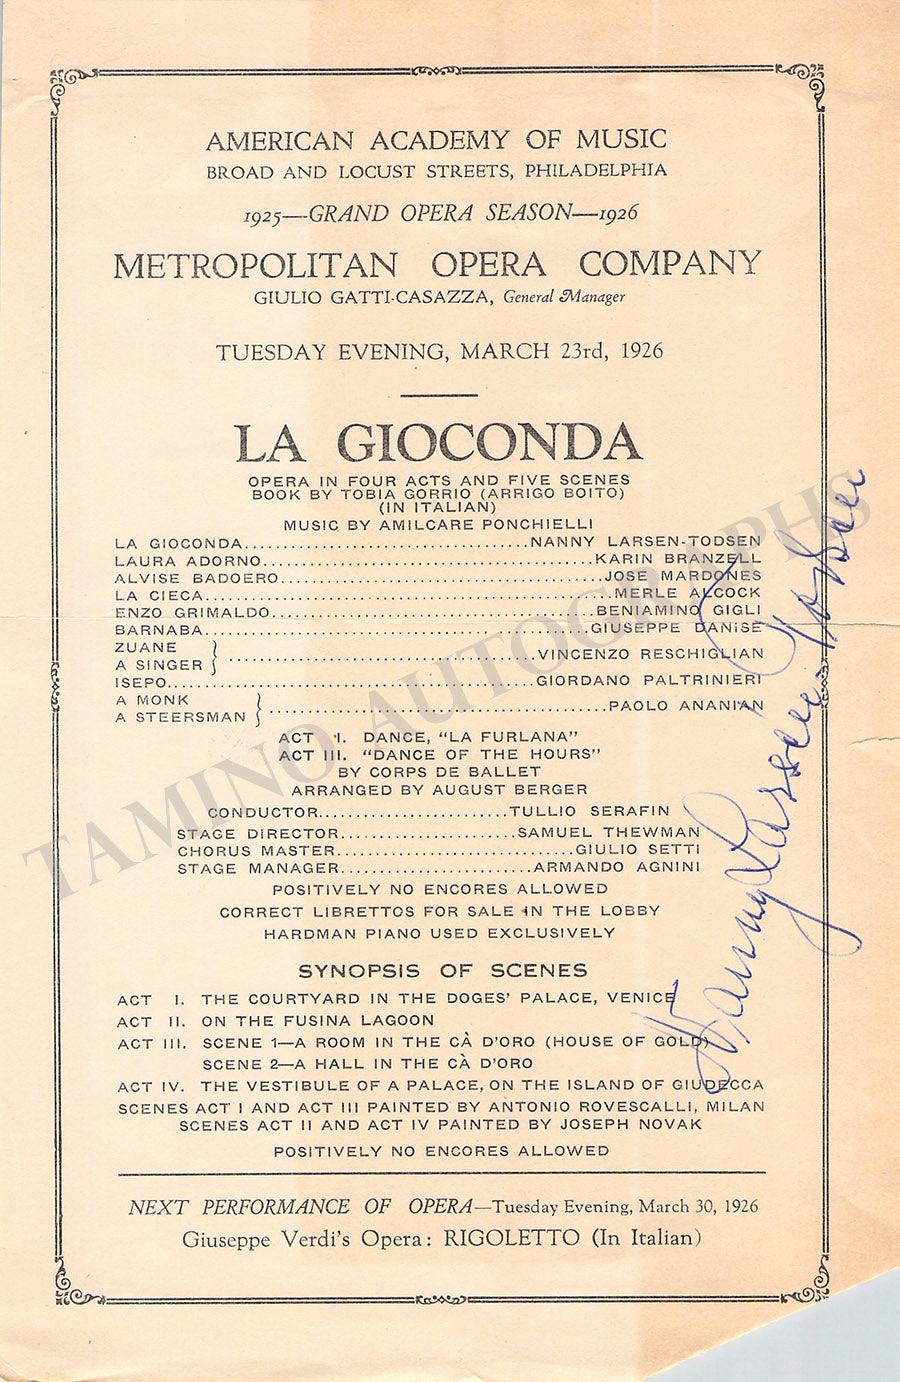 AMERICAN ACADEMY OF MUSIC
BROAD AND LOCUST STREETS, PHILADELPHIA
1925—GRAND OPERA SEASON—1926
METROPOLITAN OPERA COMPANY
GIULIO GATTI-CASAZZA, General Manager
TUESDAY EVENING, MARCH 23rd, 1926
LA GIOCONDA
OPERA IN FOUR ACTS AND FIVE SCENES
BOOK BY TOBIA GORRIO (ARRIGO BOITO)
(IN ITALIAN)
MUSIC BY AMILCARE PONCHIELLI
LA GIOCONDA................................NANNY LARSEN-TODSEN
LAURA ADORNO................................KARIN BRANZELL
ALVISE BADOERO................................JOSE MARDONES
LA CIECA................................MERLE ALCOCK
ENZO GRIMALDO................................BENIAMINO GIGLI
BARNABA................................GIUSEPPE DANISE
ZUANE
A SINGER } ................................VINCENZO RESCHIGLIAN
ISEPO................................GIORDANO PALTRINIERI
A MONK
A STEERSMAN } ................................PAOLO ANANIAN
ACT I. DANCE, "LA FURLANA"
ACT III. "DANCE OF THE HOURS"
BY CORPS DE BALLET
ARRANGED BY AUGUST BERGER
CONDUCTOR........................TULLIO SERAFIN
STAGE DIRECTOR......................SAMUEL THEWMAN
CHORUS MASTER..............................GIULIO SETTI
STAGE MANAGER........................ARMANDO AGNINI
POSITIVELY NO ENCORES ALLOWED
CORRECT LIBRETTOS FOR SALE IN THE LOBBY
HARDMAN PIANO USED EXCLUSIVELY
SYNOPSIS OF SCENES
ACT I. THE COURTYARD IN THE DOGES' PALACE, VENICE
ACT II. ON THE FUSINA LAGOON
ACT III. SCENE 1—A ROOM IN THE CÀ D'ORO (HOUSE OF GOLD)
SCENE 2—A HALL IN THE CÀ D'ORO
ACT IV. THE VESTIBULE OF A PALACE, ON THE ISLAND OF GIUDECCA
SCENES ACT I AND ACT III PAINTED BY ANTONIO ROVESCALLI, MILAN
SCENES ACT II AND ACT IV PAINTED BY JOSEPH NOVAK
POSITIVELY NO ENCORES ALLOWED
NEXT PERFORMANCE OF OPERA—Tuesday Evening, March 30, 1926
Giuseppe Verdi's Opera: RIGOLETTO (In Italian)
Nanny Larsén-Todsen
TAMINO AUTOGRAPHS